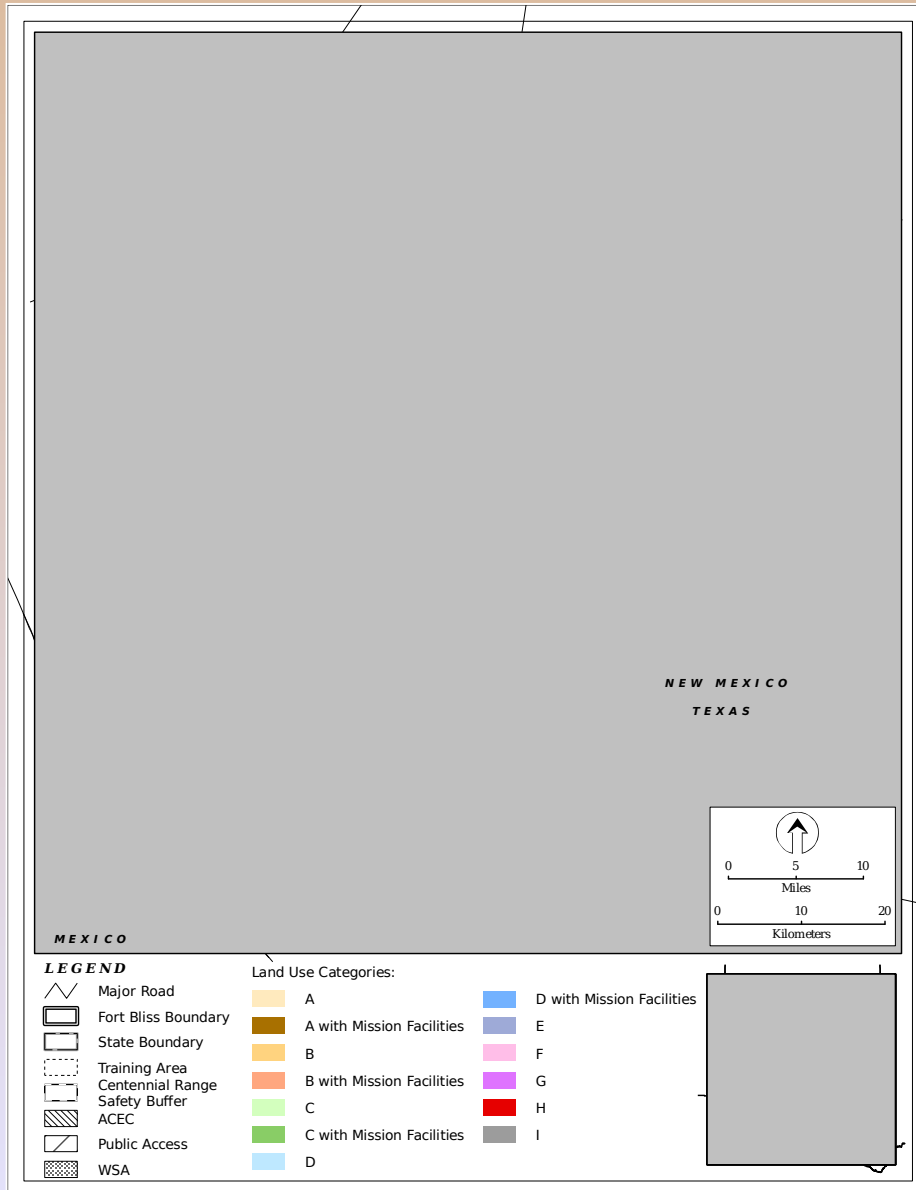 NEW MEXICO
TEXAS
0 5 10
Miles
0 10 20
Kilometers
MEXICO
LEGEND
Major Road
Fort Bliss Boundary
State Boundary
Training Area
Centennial Range
Safety Buffer
ACEC
Public Access
WSA
Land Use Categories:
A
A with Mission Facilities
B
B with Mission Facilities
C
C with Mission Facilities
D
D with Mission Facilities
E
F
G
H
I